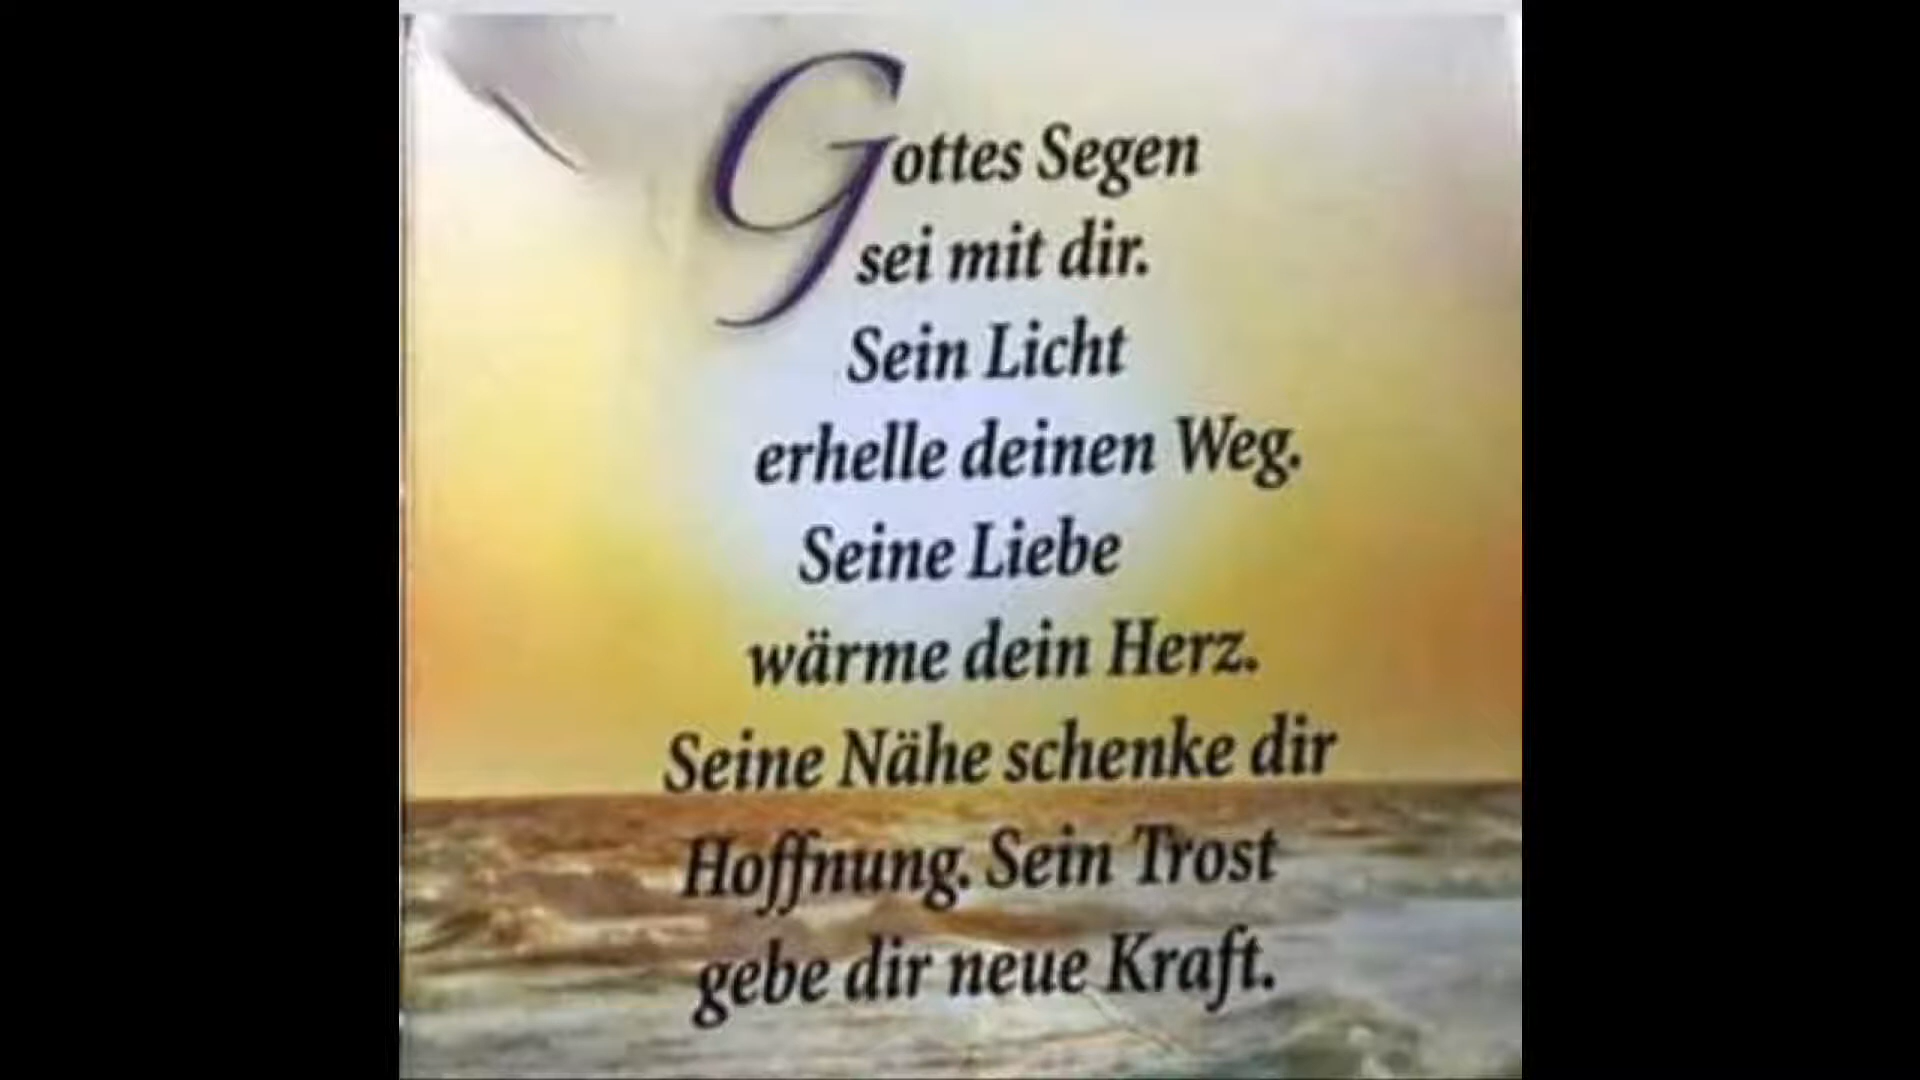 Gottes Segen
sei mit dir.
Sein Licht
erhelle deinen Weg.
Seine Liebe
wärme dein Herz.
Seine Nähe schenke dir
Hoffnung. Sein Trost
gebe dir neue Kraft.